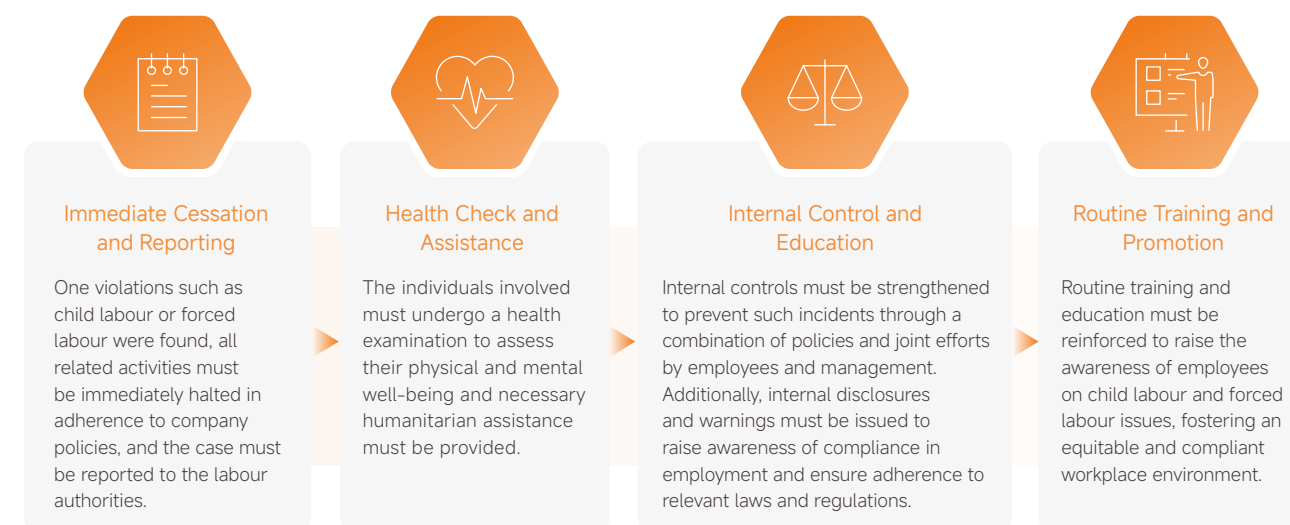 Immediate Cessation
and Reporting
One violations such as
child labour or forced
labour were found, all
related activities must
be immediately halted in
adherence to company
policies, and the case must
be reported to the labour
authorities.
Health Check and
Assistance
The individuals involved
must undergo a health
examination to assess
their physical and mental
well-being and necessary
humanitarian assistance
must be provided.
Internal Control and
Education
Internal controls must be strengthened
to prevent such incidents through a
combination of policies and joint efforts
by employees and management.
Additionally, internal disclosures
and warnings must be issued to
raise awareness of compliance in
employment and ensure adherence to
relevant laws and regulations.
Routine Training and
Promotion
Routine training and
education must be
reinforced to raise the
awareness of employees
on child labour and forced
labour issues, fostering an
equitable and compliant
workplace environment.